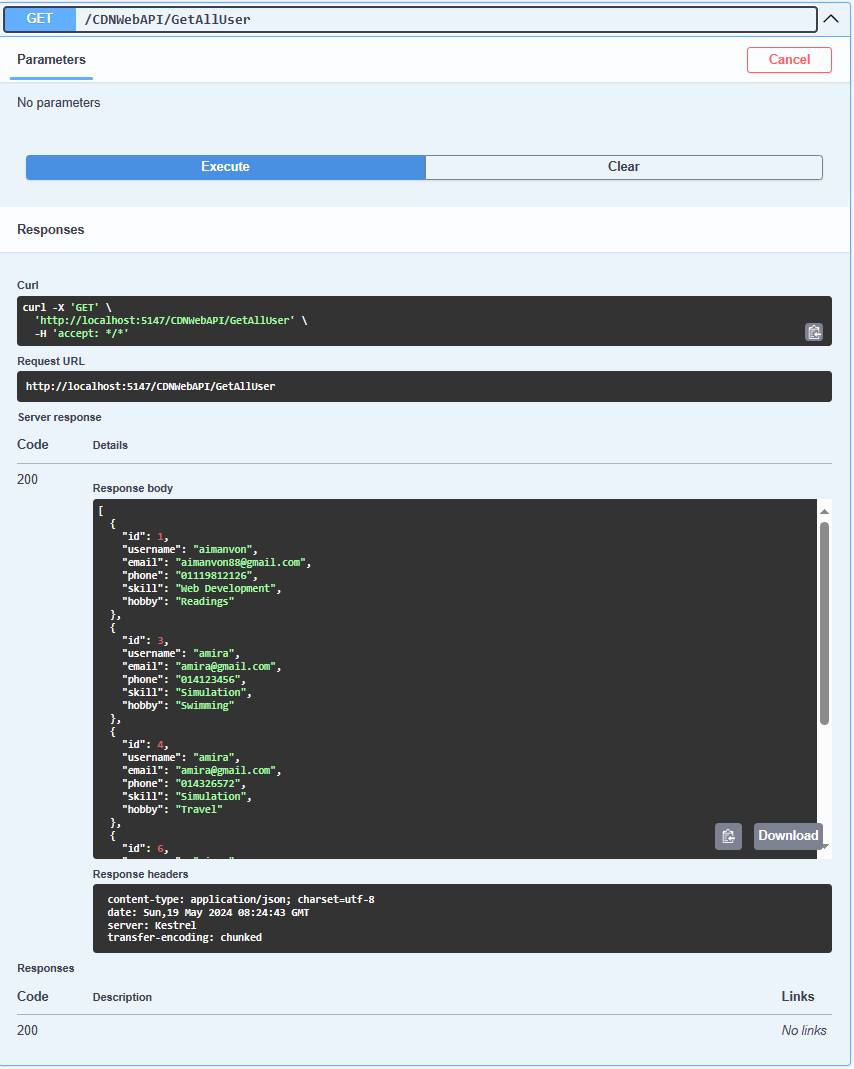 GET /CDNWebAPI/GetAllUser
Parameters
Cancel
No parameters
Execute
Clear
Responses
Curl
curl -X 'GET' \
  'http://localhost:5147/CDNWebAPI/GetAllUser' \
  -H 'accept: */*'
Request URL
http://localhost:5147/CDNWebAPI/GetAllUser
Server response
Code Details
200
Response body
[
  {
    "id": 1,
    "username": "aimanvon",
    "email": "aimanvon88@gmail.com",
    "phone": "01119812126",
    "skill": "Web Development",
    "hobby": "Readings"
  },
  {
    "id": 3,
    "username": "amira",
    "email": "amira@gmail.com",
    "phone": "014123456",
    "skill": "Simulation",
    "hobby": "Swimming"
  },
  {
    "id": 4,
    "username": "amira",
    "email": "amira@gmail.com",
    "phone": "014326572",
    "skill": "Simulation",
    "hobby": "Travel"
  },
  {
    "id": 6,
Download
Response headers
content-type: application/json; charset=utf-8
date: Sun,19 May 2024 08:24:43 GMT
server: Kestrel
transfer-encoding: chunked
Responses
Code Description Links
200 No links